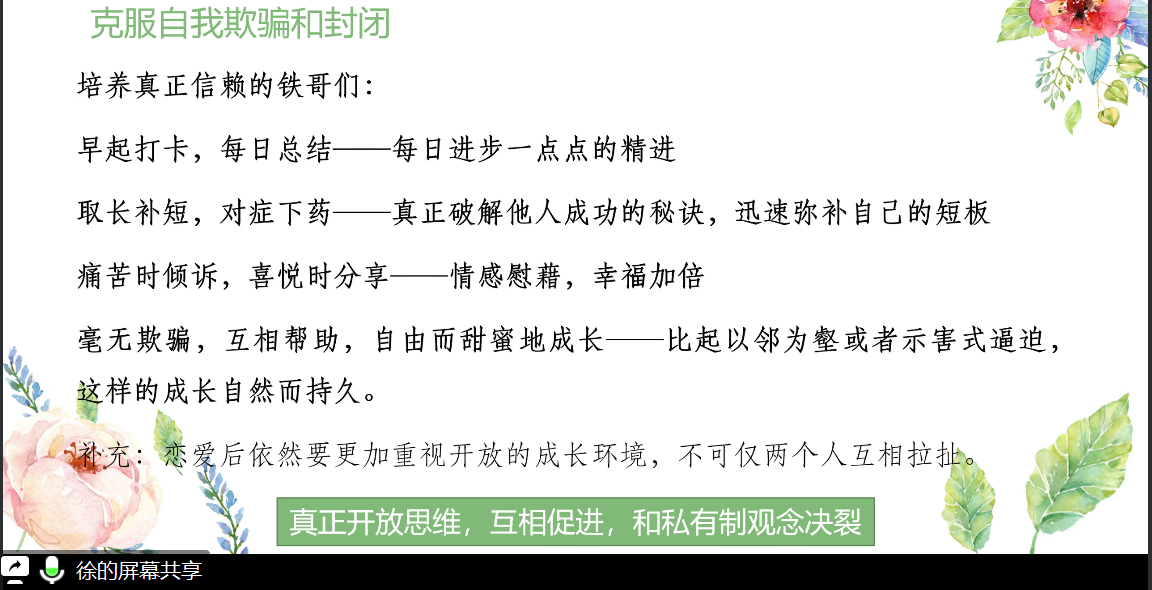 克服自我欺骗和封闭
培养真正信赖的铁哥们：
早起打卡，每日总结——每日进步一点点的精进
取长补短，对症下药——真正破解他人成功的秘诀，迅速弥补自己的短板
痛苦时倾诉，喜悦时分享——情感慰藉，幸福加倍
毫无欺骗，互相帮助，自由而甜蜜地成长——比起以邻为壑或者示害式逼迫，
这样的成长自然而持久。
补充：恋爱后依然要更加重视开放的成长环境，不可仅两个人互相拉扯。
真正开放思维，互相促进，和私有制观念决裂
徐的屏幕共享